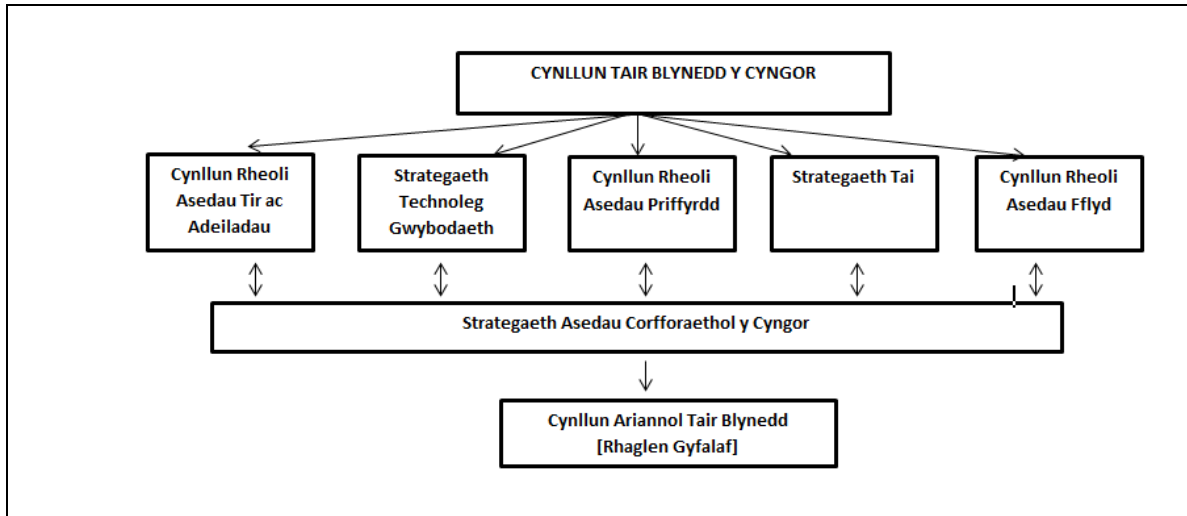 CYNLLUN TAIR BLYNEDD Y CYNGOR
Cynllun Rheoli
Asedau Tir ac
Adeiladau
Strategaeth
Technoleg
Gwybodaeth
Cynllun Rheoli
Asedau Priffyrdd
Strategaeth Tai
Cynllun Rheoli
Asedau Fflyd
Strategaeth Asedau Corfforaethol y Cyngor
Cynllun Ariannol Tair Blynedd
[Rhaglen Gyfalaf]